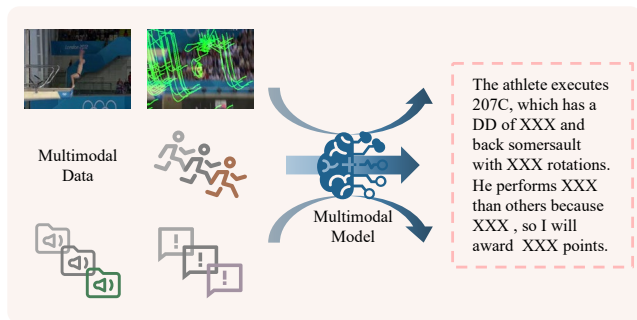 Multimodal
Data
Multimodal
Model
The athlete executes
207C, which has a
DD of XXX and
back somersault
with XXX rotations.
He performs XXX
than others because
XXX , so I will
award XXX points.